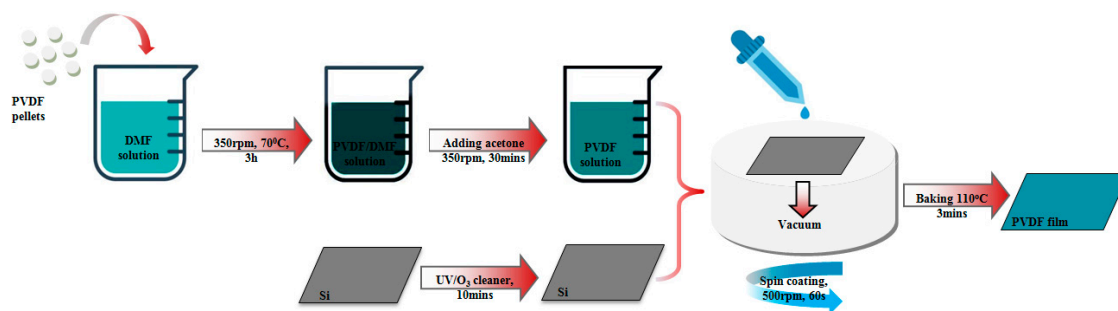 PVDF
pellets
DMF
solution
350rpm, 70⁰C,
3h
PVDF/DMF
solution
Adding acetone
350rpm, 30mins
PVDF
solution
Si
UV/O₃ cleaner,
10mins
Si
Vacuum
Spin coating,
500rpm, 60s
Baking 110°C
3mins
PVDF film